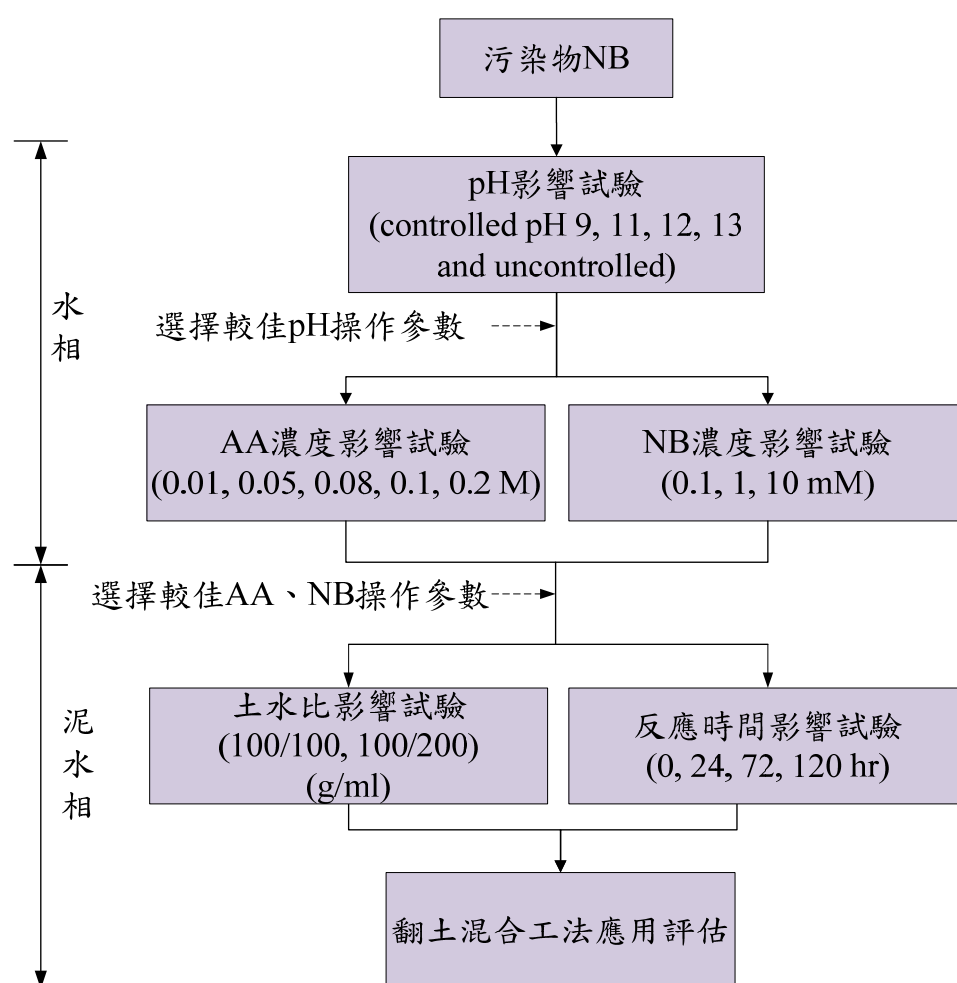 污染物NB
pH影響試驗
(controlled pH 9, 11, 12, 13
and uncontrolled)
水
相
選擇較佳pH操作參數
AA濃度影響試驗
(0.01, 0.05, 0.08, 0.1, 0.2 M)
NB濃度影響試驗
(0.1, 1, 10 mM)
選擇較佳AA、NB操作參數
泥
水
相
土水比影響試驗
(100/100, 100/200)
(g/ml)
反應時間影響試驗
(0, 24, 72, 120 hr)
翻土混合工法應用評估